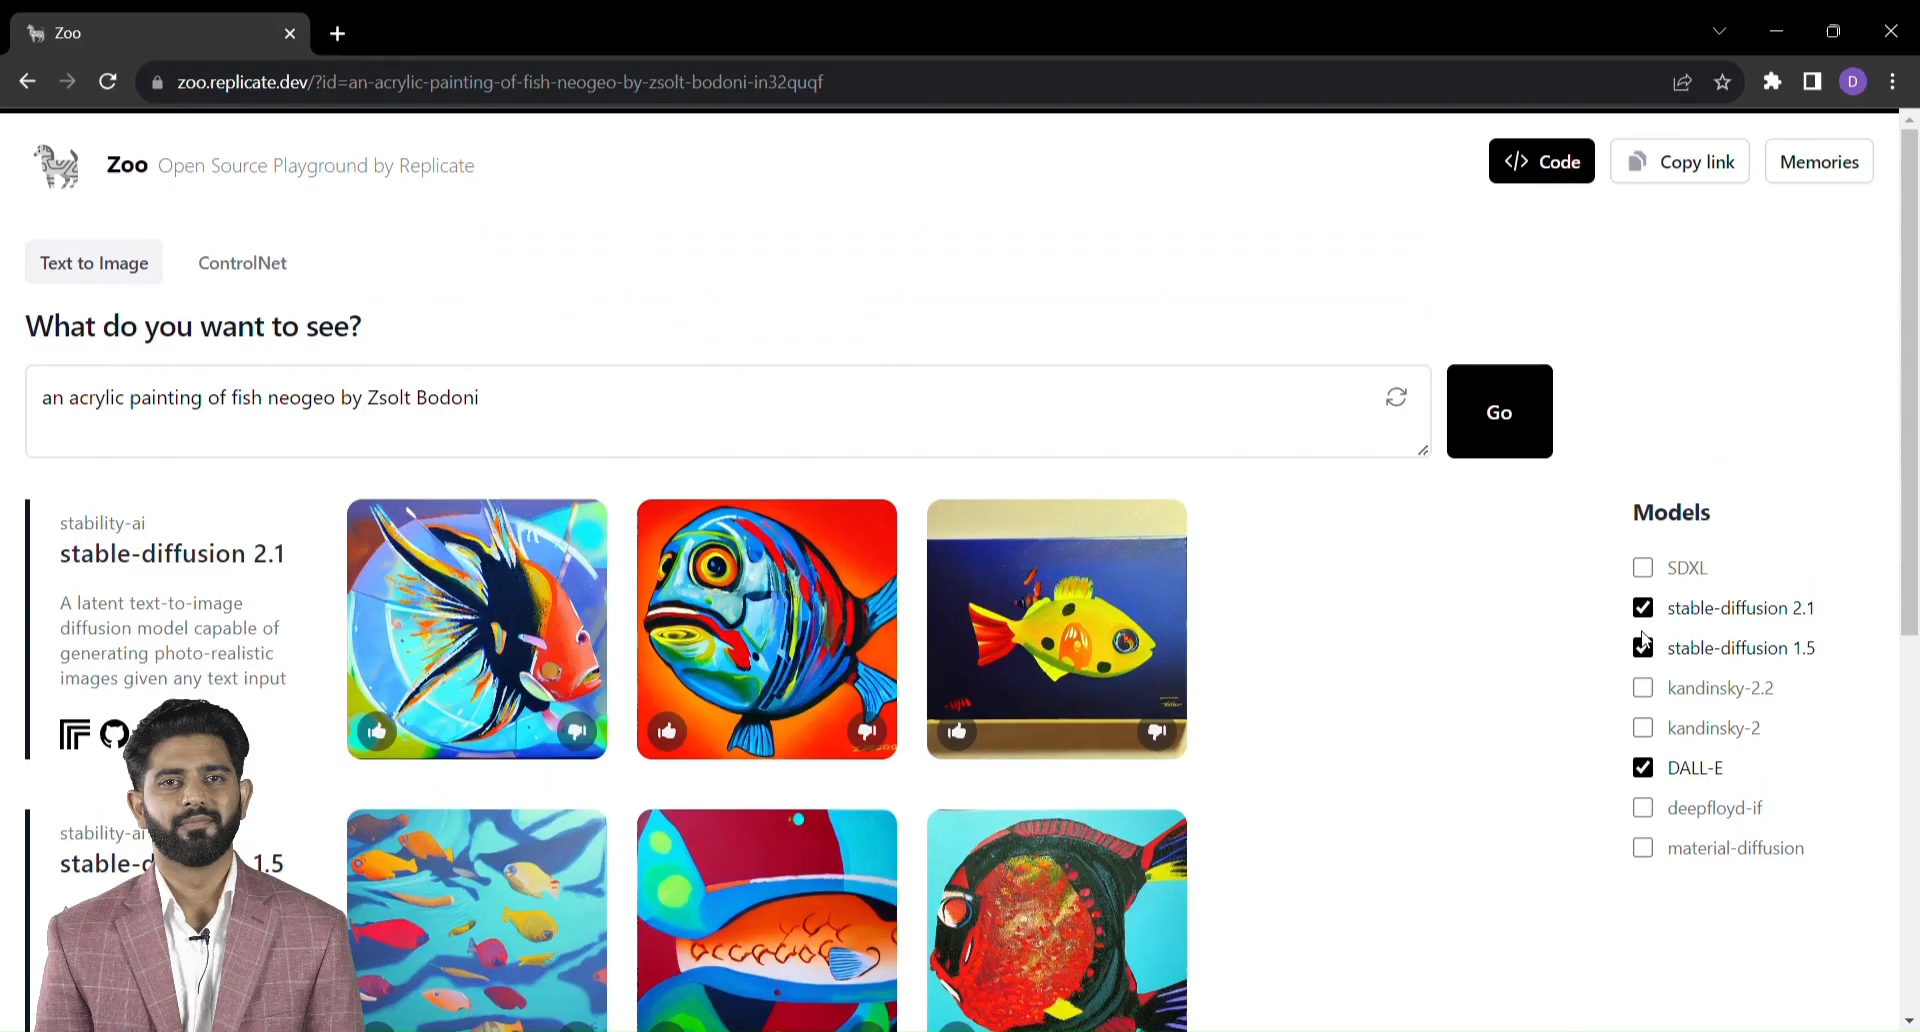 Zoo
zoo.replicate.dev/?id=an-acrylic-painting-of-fish-neogeo-by-zsolt-bodoni-in32quqf
D
Zoo Open Source Playground by Replicate
</> Code
Copy link
Memories
Text to Image
ControlNet
What do you want to see?
an acrylic painting of fish neogeo by Zsolt Bodoni
Go
stability-ai
stable-diffusion 2.1
A latent text-to-image
diffusion model capable of
generating photo-realistic
images given any text input
stability-ai
stable-d 1.5
Models
SDXL
stable-diffusion 2.1
stable-diffusion 1.5
kandinsky-2.2
kandinsky-2
DALL-E
deepfloyd-if
material-diffusion